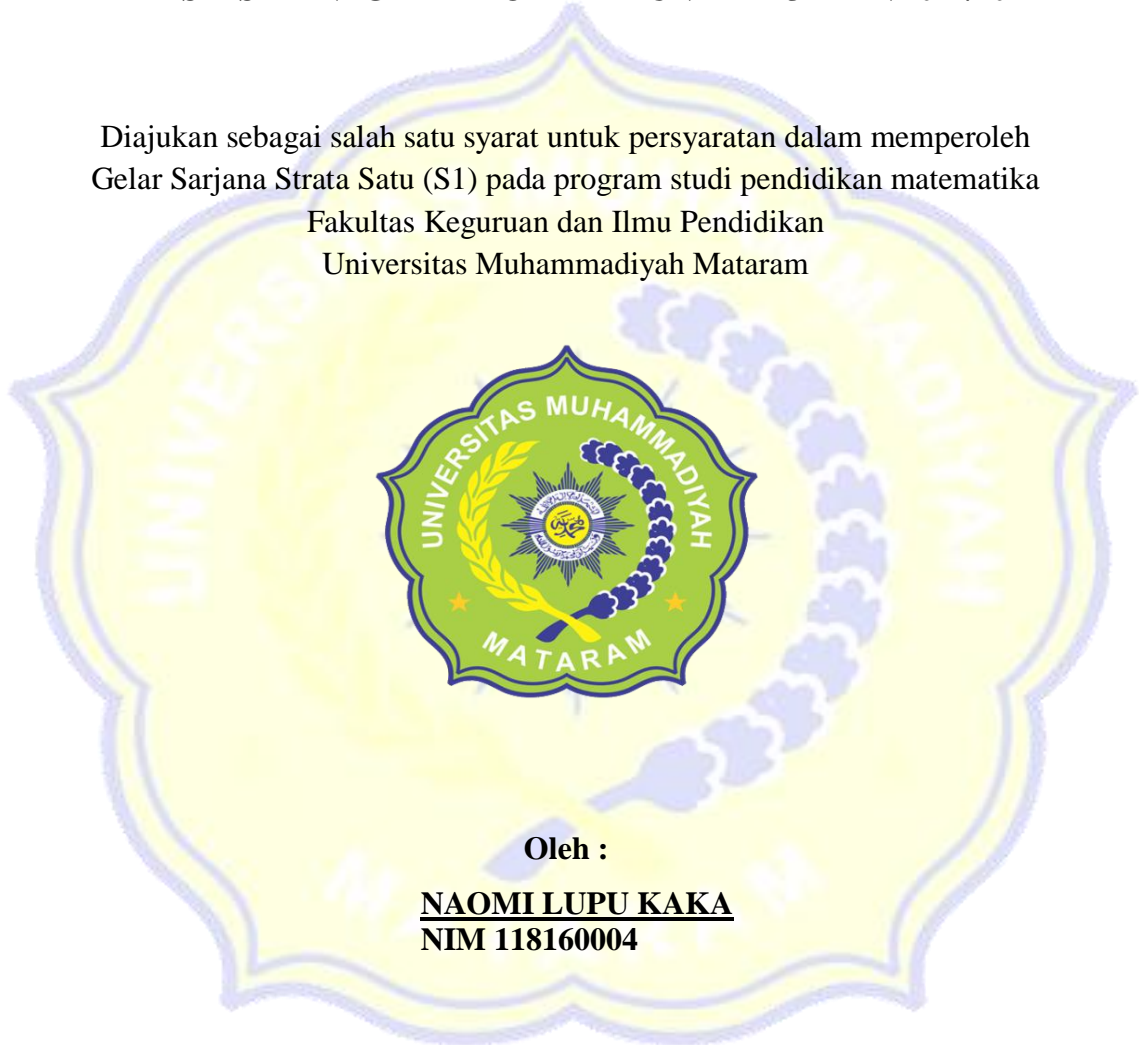 Diajukan sebagai salah satu syarat untuk persyaratan dalam memperoleh
Gelar Sarjana Strata Satu (S1) pada program studi pendidikan matematika
Fakultas Keguruan dan Ilmu Pendidikan
Universitas Muhammadiyah Mataram
UNIVERSITAS MUHAMMADIYAH
MATARAM
Oleh :
NAOMI LUPU KAKA
NIM 118160004